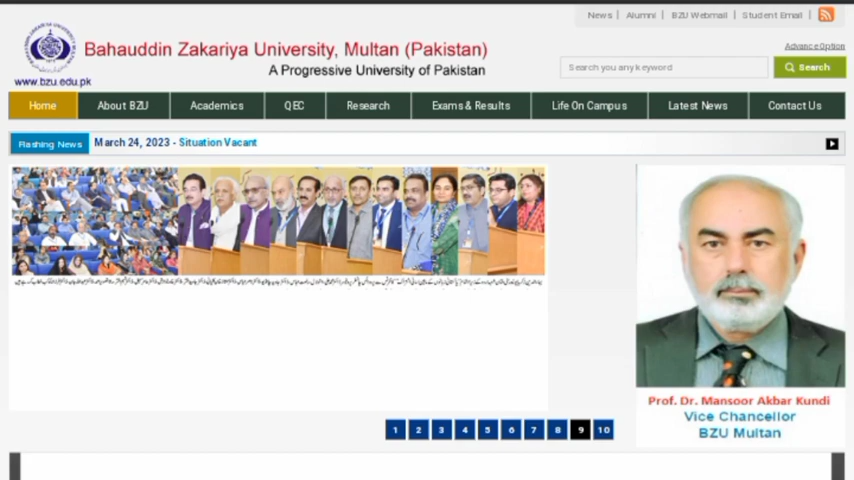 News | Alumni | BZU Webmail | Student Email |
Bahauddin Zakariya University, Multan (Pakistan)
A Progressive University of Pakistan
www.bzu.edu.pk
Advance Option
Search you any keyword
Search
Home About BZU Academics QEC Research Exams & Results Life On Campus Latest News Contact Us
Flashing News March 24, 2023 - Situation Vacant
Prof. Dr. Mansoor Akbar Kundi
Vice Chancellor
BZU Multan
1 2 3 4 5 6 7 8 9 10